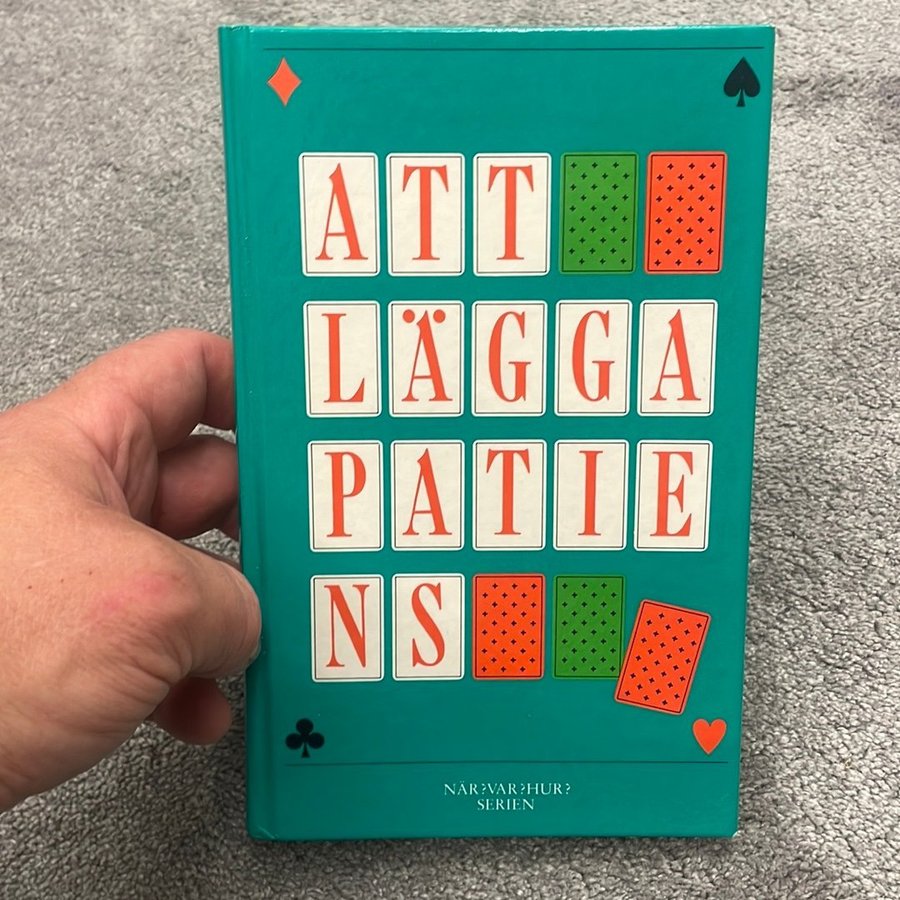 ATT
LÄGGA
PATIE
NS
NÄR?VAR?HUR?
SERIEN